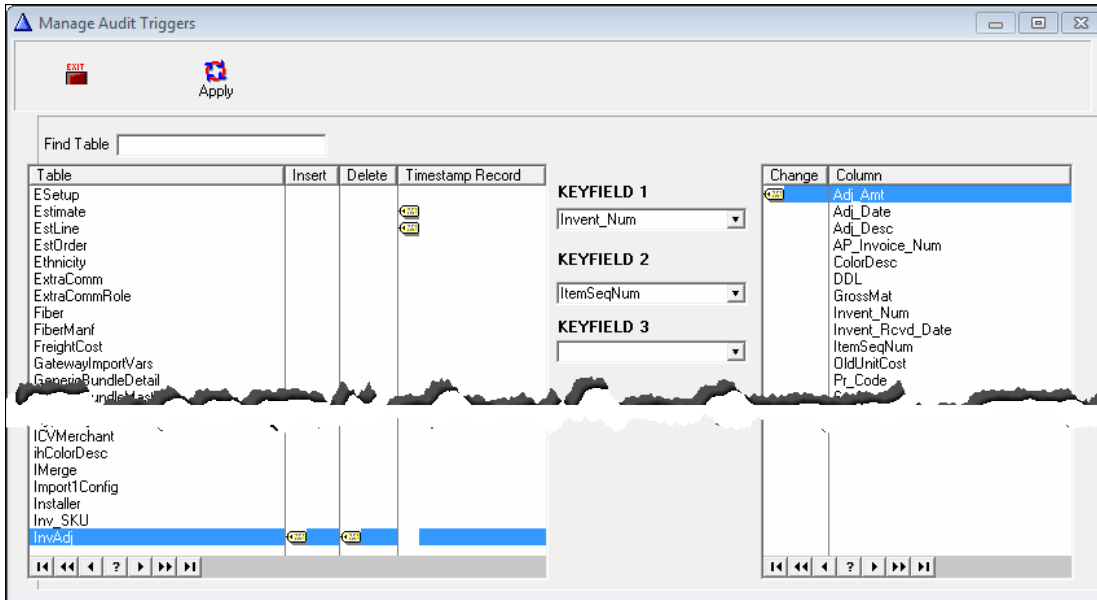 Manage Audit Triggers
EXIT
Apply
Find Table
Table Insert Delete Timestamp Record
ESetup
Estimate
EstLine
EstOrder
Ethnicity
ExtraComm
ExtraCommRole
Fiber
FiberManf
FreightCost
GatewayImportVars
GenericBundleDetail
ICVMerchant
ihColorDesc
IMerge
Import1Config
Installer
Inv_SKU
InvAdj
?
KEYFIELD 1
Invent_Num
KEYFIELD 2
ItemSeqNum
KEYFIELD 3
Change Column
Adj_Amt
Adj_Date
Adj_Desc
AP_Invoice_Num
ColorDesc
DDL
GrossMat
Invent_Num
Invent_Rcvd_Date
ItemSeqNum
OldUnitCost
Pr_Code
?